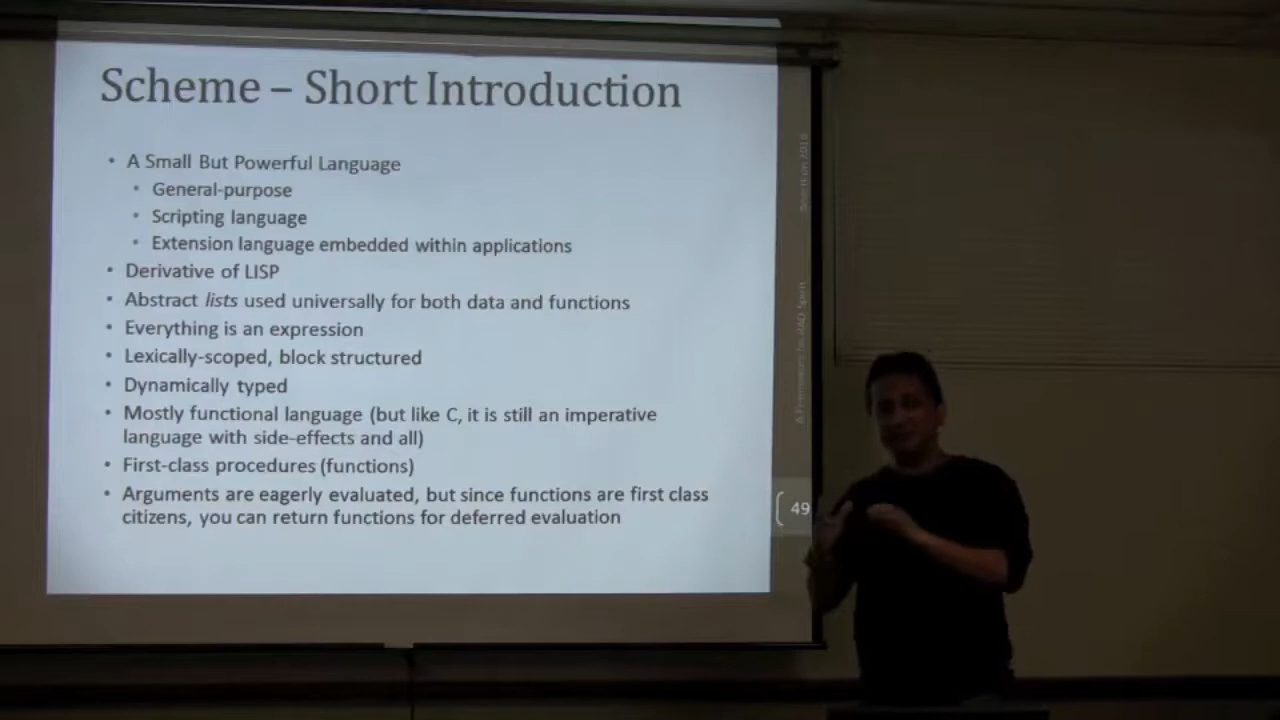 Scheme – Short Introduction
• A Small But Powerful Language
• General-purpose
• Scripting language
• Extension language embedded within applications
• Derivative of LISP
• Abstract lists used universally for both data and functions
• Everything is an expression
• Lexically-scoped, block structured
• Dynamically typed
• Mostly functional language (but like C, it is still an imperative
language with side-effects and all)
• First-class procedures (functions)
• Arguments are eagerly evaluated, but since functions are first class
citizens, you can return functions for deferred evaluation
49